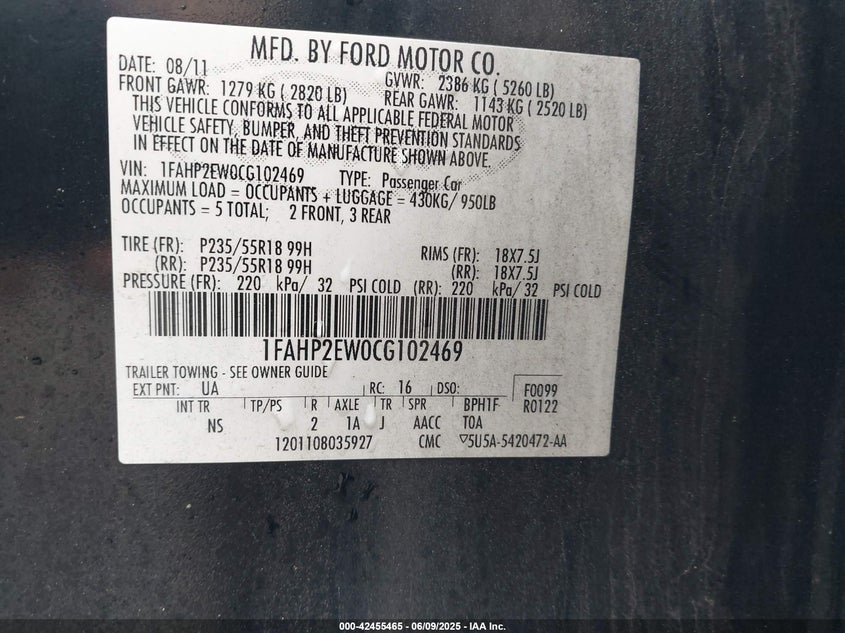 MFD. BY FORD MOTOR CO.
DATE: 08/11 GVWR: 2386 KG ( 5260 LB)
FRONT GAWR: 1279 KG ( 2820 LB) REAR GAWR: 1143 KG ( 2520 LB)
THIS VEHICLE CONFORMS TO ALL APPLICABLE FEDERAL MOTOR
VEHICLE SAFETY, BUMPER, AND THEFT PREVENTION STANDARDS
IN EFFECT ON THE DATE OF MANUFACTURE SHOWN ABOVE.
VIN: 1FAHP2EW0CG102469 TYPE: Passenger Car
MAXIMUM LOAD = OCCUPANTS + LUGGAGE = 430KG/ 950LB
OCCUPANTS = 5 TOTAL; 2 FRONT, 3 REAR
TIRE (FR): P235/55R18 99H RIMS (FR): 18X7.5J
(RR): P235/55R18 99H (RR): 18X7.5J
PRESSURE (FR): 220 kPa/ 32 PSI COLD (RR): 220 kPa/ 32 PSI COLD
1FAHP2EW0CG102469
TRAILER TOWING - SEE OWNER GUIDE
EXT PNT: UA RC: 16 DSO: F0099
R0122
INT TR TP/PS R AXLE TR SPR BPH1F
NS 2 1A J AACC TOA
1201108035927 CMC 5U5A-5420472-AA
000-42455465 - 06/09/2025 - IAA Inc.